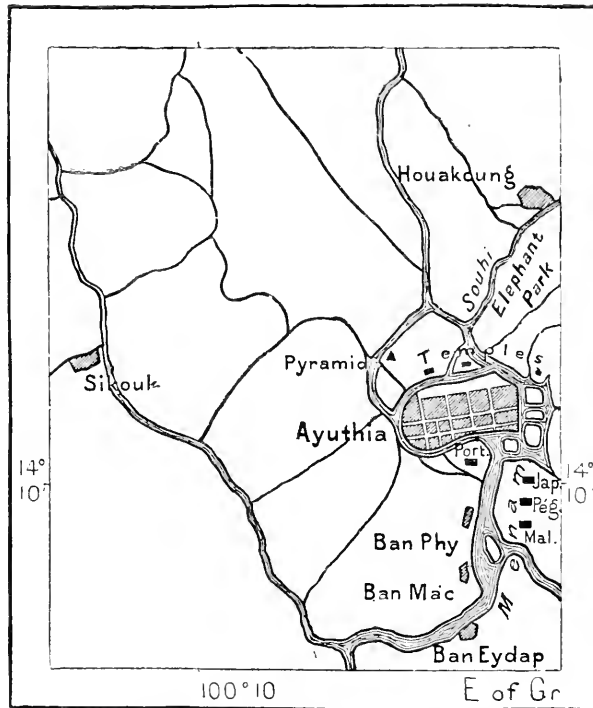 Houakoung
Souhi
Elephant
Park
Pyramid
Temples
Sikouk
Ayuthia
Port.
14°
10'
14°
10'
Jap.
Pég.
Mal.
Menam
Ban Phy
Ban Mac
Ban Eydap
100°10
E of Gr